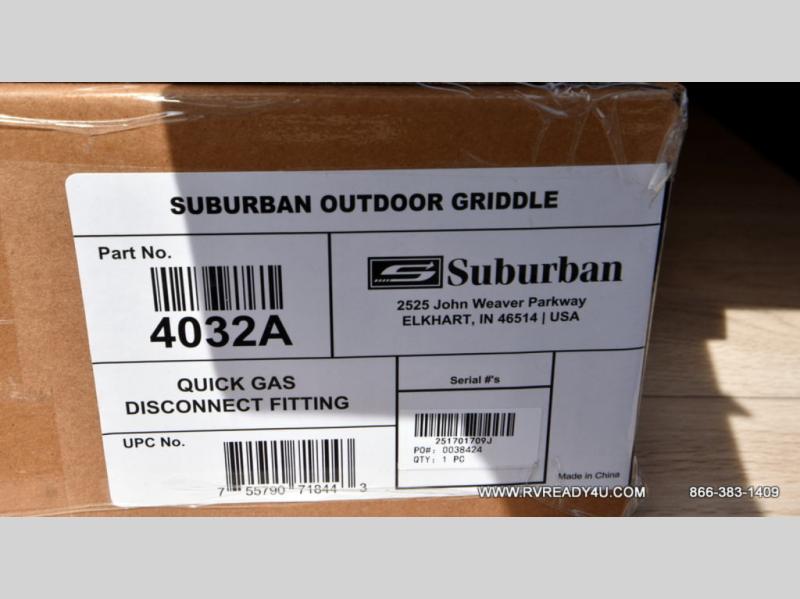 SUBURBAN OUTDOOR GRIDDLE
Part No.
4032A
Suburban
2525 John Weaver Parkway
ELKHART, IN 46514 | USA
QUICK GAS
DISCONNECT FITTING
Serial #'s
251701709J
PO#: 0038424
QTY: 1 PC
UPC No.
7 55790 71844 3
Made in China
WWW.RVREADY4U.COM 866-383-1409